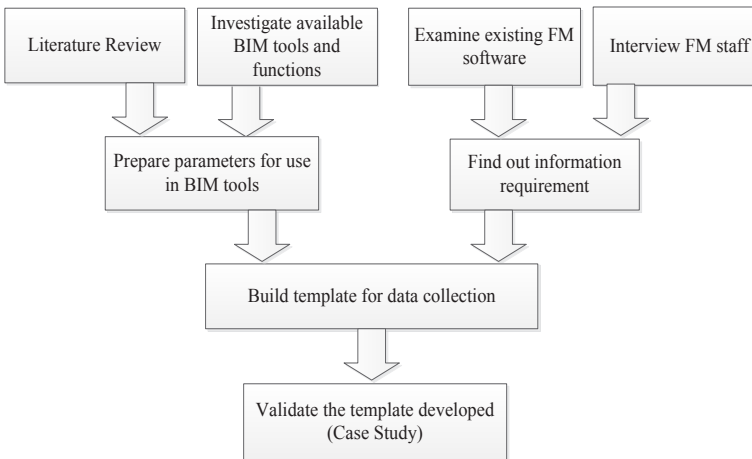 Literature Review
Investigate available
BIM tools and
functions
Examine existing FM
software
Interview FM staff
Prepare parameters for use
in BIM tools
Find out information
requirement
Build template for data collection
Validate the template developed
(Case Study)